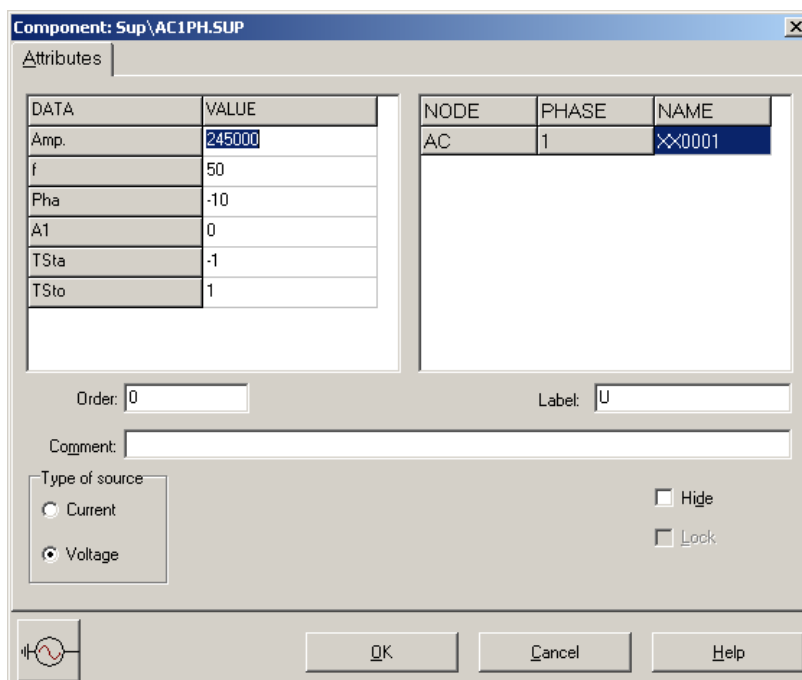 Component: Sup\AC1PH.SUP
Attributes
DATA VALUE
Amp. 245000
f 50
Pha -10
A1 0
TSta -1
TSto 1
NODE PHASE NAME
AC 1 XX0001
Order: 0
Label: U
Comment:
Type of source
Current
Voltage
Hide
Lock
OK Cancel Help